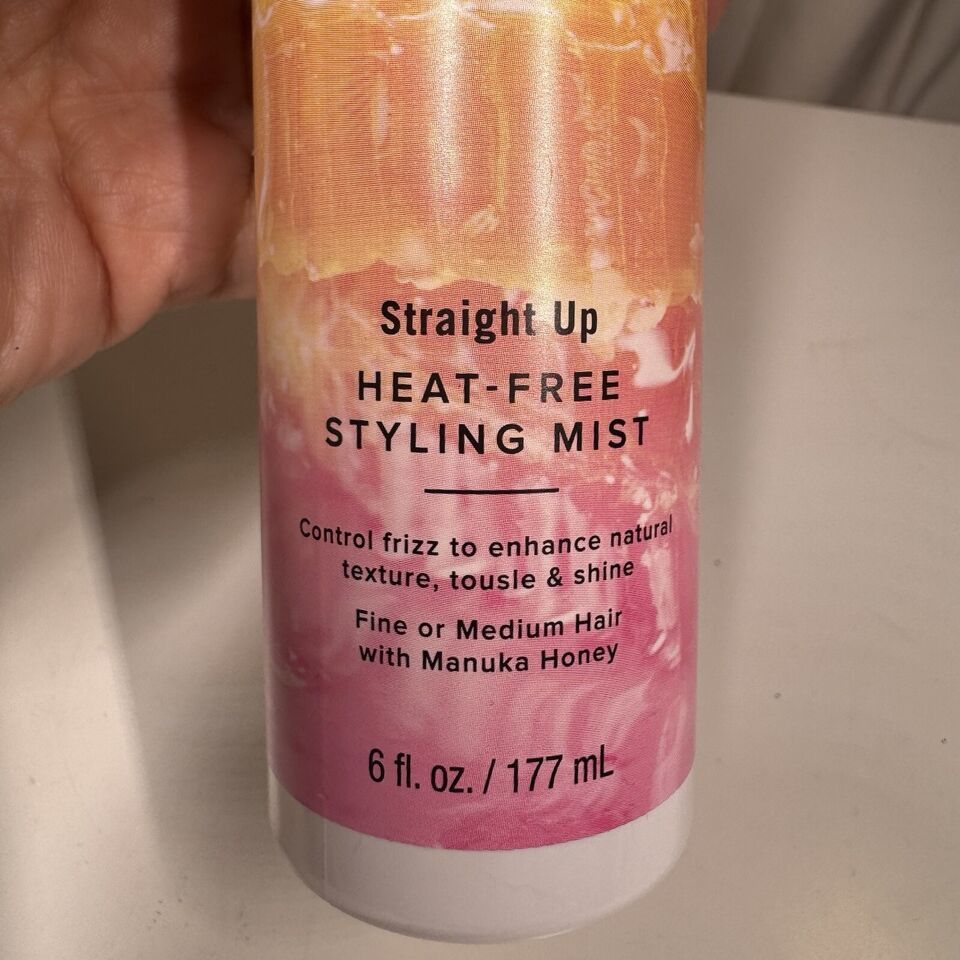 Straight Up
HEAT-FREE
STYLING MIST
Control frizz to enhance natural
texture, tousle & shine
Fine or Medium Hair
with Manuka Honey
6 fl. oz. / 177 mL